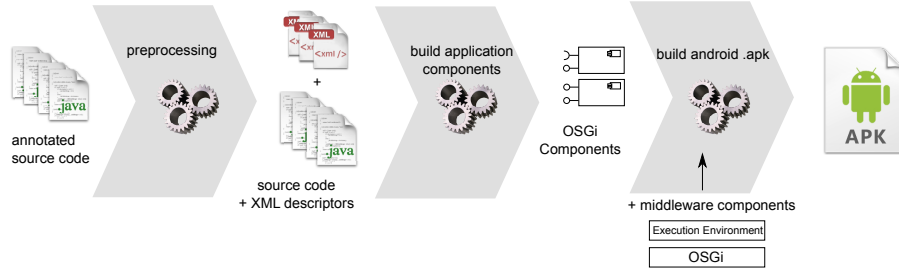 preprocessing
.java
annotated
source code
XML
XML
XML
<xml />
+
.java
source code
+ XML descriptors
build application
components
OSGi
Components
build android .apk
+ middleware components
Execution Environment
OSGi
APK